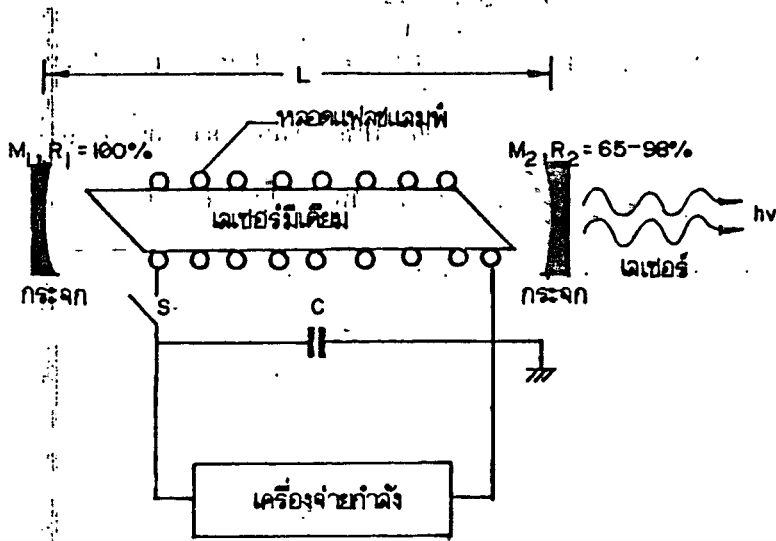 L
หลอดแฟลชแลมพ์
M₁, R₁ = 100%
M₂, R₂ = 65-98%
เลเซอร์มีเดียม
hν
เลเซอร์
กระจก
กระจก
S
C
เครื่องจ่ายกำลัง